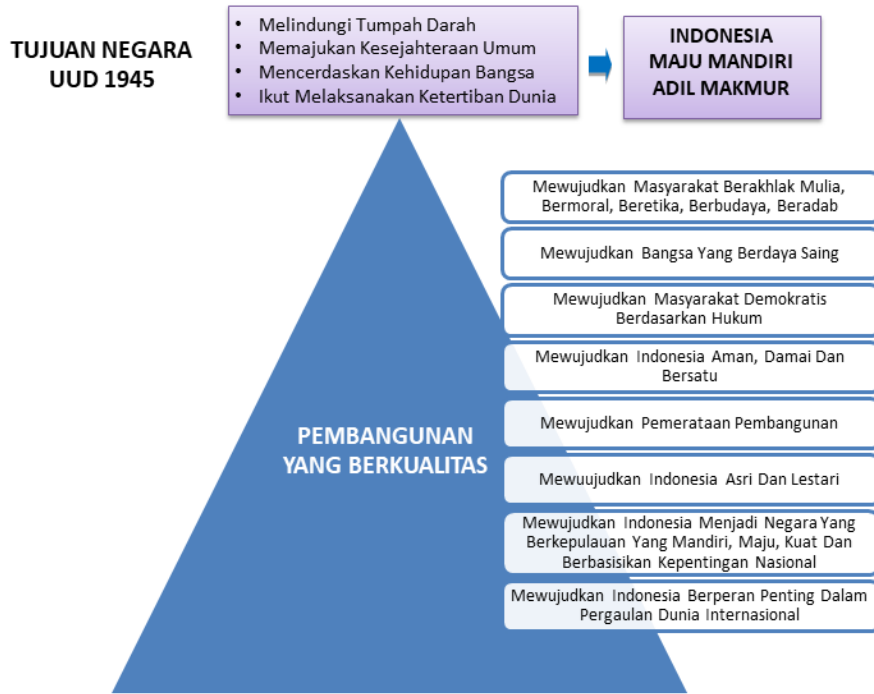 TUJUAN NEGARA
UUD 1945
• Melindungi Tumpah Darah
• Memajukan Kesejahteraan Umum
• Mencerdaskan Kehidupan Bangsa
• Ikut Melaksanakan Ketertiban Dunia
INDONESIA
MAJU MANDIRI
ADIL MAKMUR
Mewujudkan Masyarakat Berakhlak Mulia,
Bermoral, Beretika, Berbudaya, Beradab
Mewujudkan Bangsa Yang Berdaya Saing
Mewujudkan Masyarakat Demokratis
Berdasarkan Hukum
Mewujudkan Indonesia Aman, Damai Dan
Bersatu
Mewujudkan Pemerataan Pembangunan
PEMBANGUNAN
YANG BERKUALITAS
Mewuujudkan Indonesia Asri Dan Lestari
Mewujudkan Indonesia Menjadi Negara Yang
Berkepulauan Yang Mandiri, Maju, Kuat Dan
Berbasisikan Kepentingan Nasional
Mewujudkan Indonesia Berperan Penting Dalam
Pergaulan Dunia Internasional